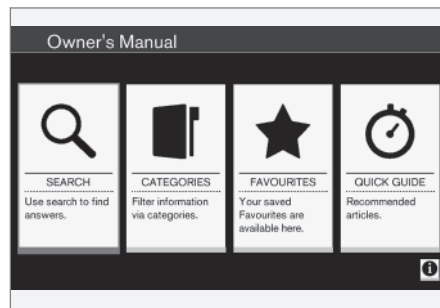 Owner's Manual
SEARCH
Use search to find
answers.
CATEGORIES
Filter information
via categories.
FAVOURITES
Your saved
Favourites are
available here.
QUICK GUIDE
Recommended
articles.
i